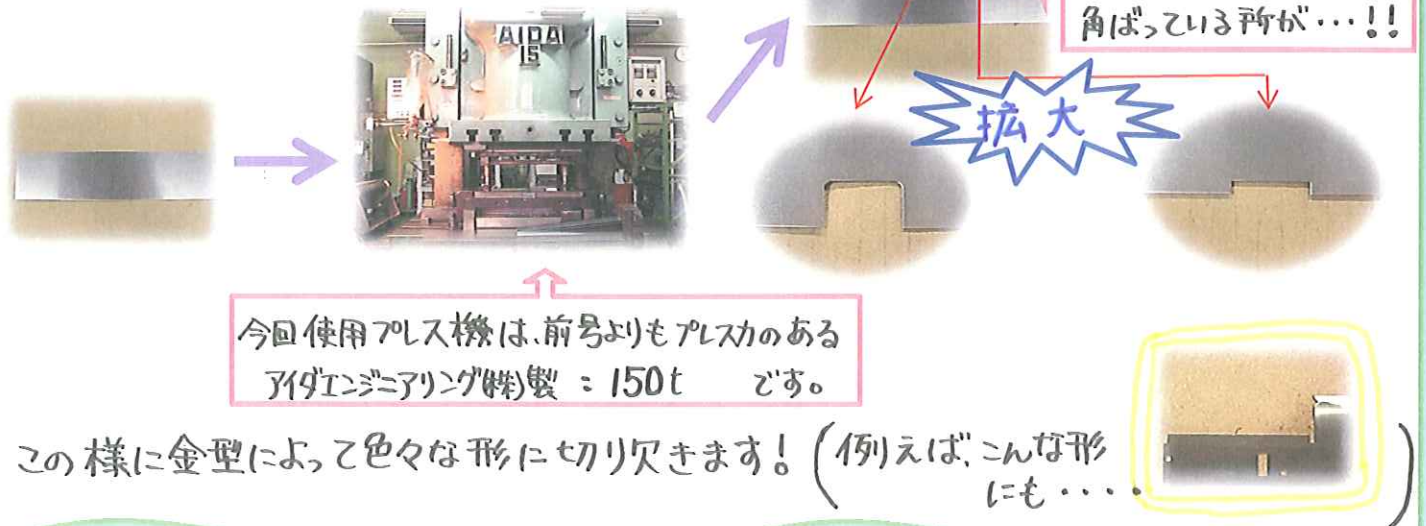 角ばっている所が・・・!!
AIDA
15
拡大
今回使用プレス機は、前号よりもプレス力のある
アイダエンジニアリング(株)製 : 150t です。
この様に金型によって色々な形に切り欠きます! (例えば、こんな形
にも・・・・)